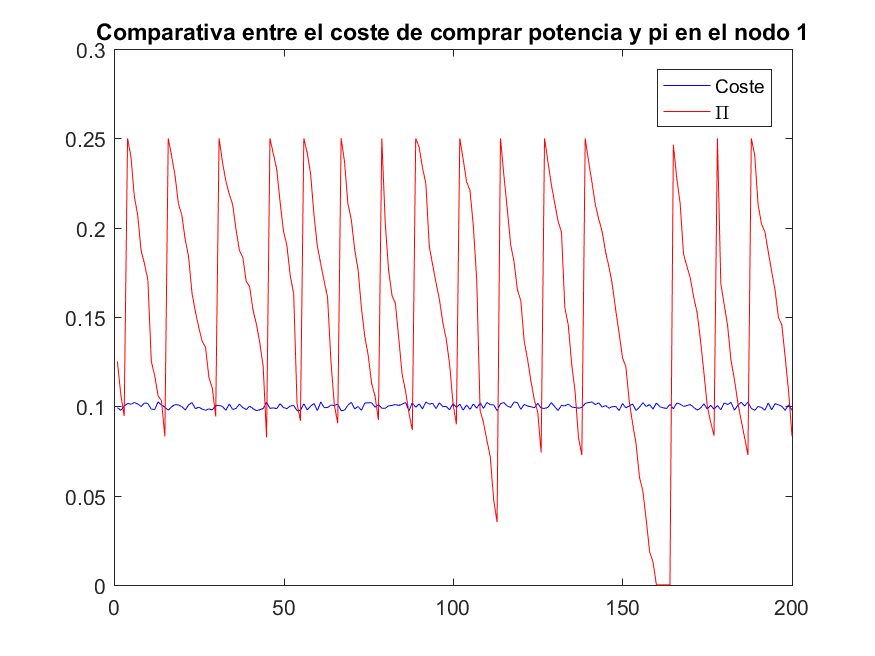 Comparativa entre el coste de comprar potencia y pi en el nodo 1
0.3
Coste
Π
0.25
0.2
0.15
0.1
0.05
0
0 50 100 150 200